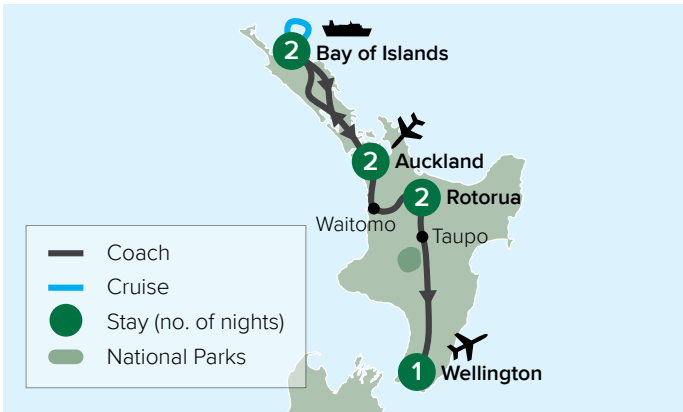 2 Bay of Islands
2 Auckland
2 Rotorua
Waitomo
Taupo
Coach
Cruise
Stay (no. of nights)
National Parks
1 Wellington